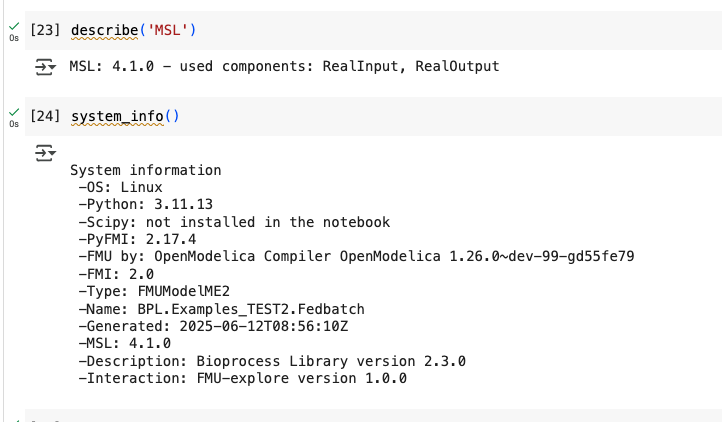 [23] describe('MSL')
0s
MSL: 4.1.0 – used components: RealInput, RealOutput
[24] system_info()
0s
System information
-OS: Linux
-Python: 3.11.13
-Scipy: not installed in the notebook
-PyFMI: 2.17.4
-FMU by: OpenModelica Compiler OpenModelica 1.26.0~dev-99-gd55fe79
-FMI: 2.0
-Type: FMUModelME2
-Name: BPL.Examples_TEST2.Fedbatch
-Generated: 2025-06-12T08:56:10Z
-MSL: 4.1.0
-Description: Bioprocess Library version 2.3.0
-Interaction: FMU-explore version 1.0.0